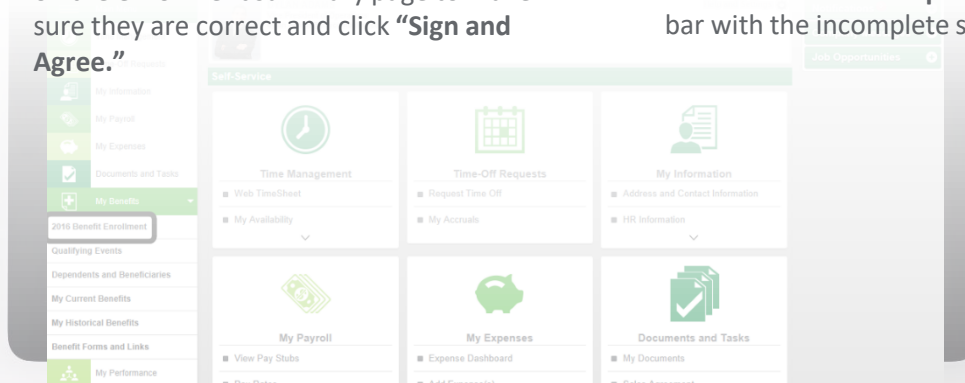 sure they are correct and click “Sign and
Agree.”
bar with the incomplete s
Job Opportunities
Self-Service
My Information
My Payroll
My Expenses
Documents and Tasks
My Benefits
2016 Benefit Enrollment
Qualifying Events
Dependents and Beneficiaries
My Current Benefits
My Historical Benefits
Benefit Forms and Links
My Performance
Time Management
Web TimeSheet
My Availability
Time-Off Requests
Request Time Off
My Accruals
My Information
Address and Contact Information
HR Information
My Payroll
View Pay Stubs
My Expenses
Expense Dashboard
Documents and Tasks
My Documents